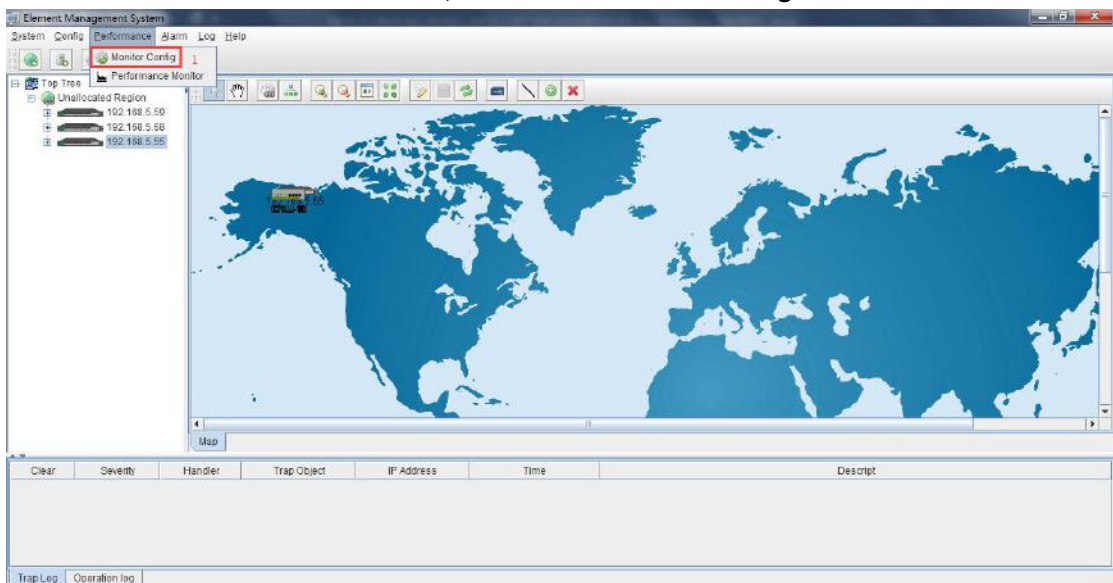 Element Management System
System Config Performance Alarm Log Help
Monitor Config 1
Performance Monitor
Top Tree
Unallocated Region
192.168.5.59
192.168.5.58
192.168.5.55
Map
Clear Severity Handler Trap Object IP Address Time Descript
Trap Log Operation log